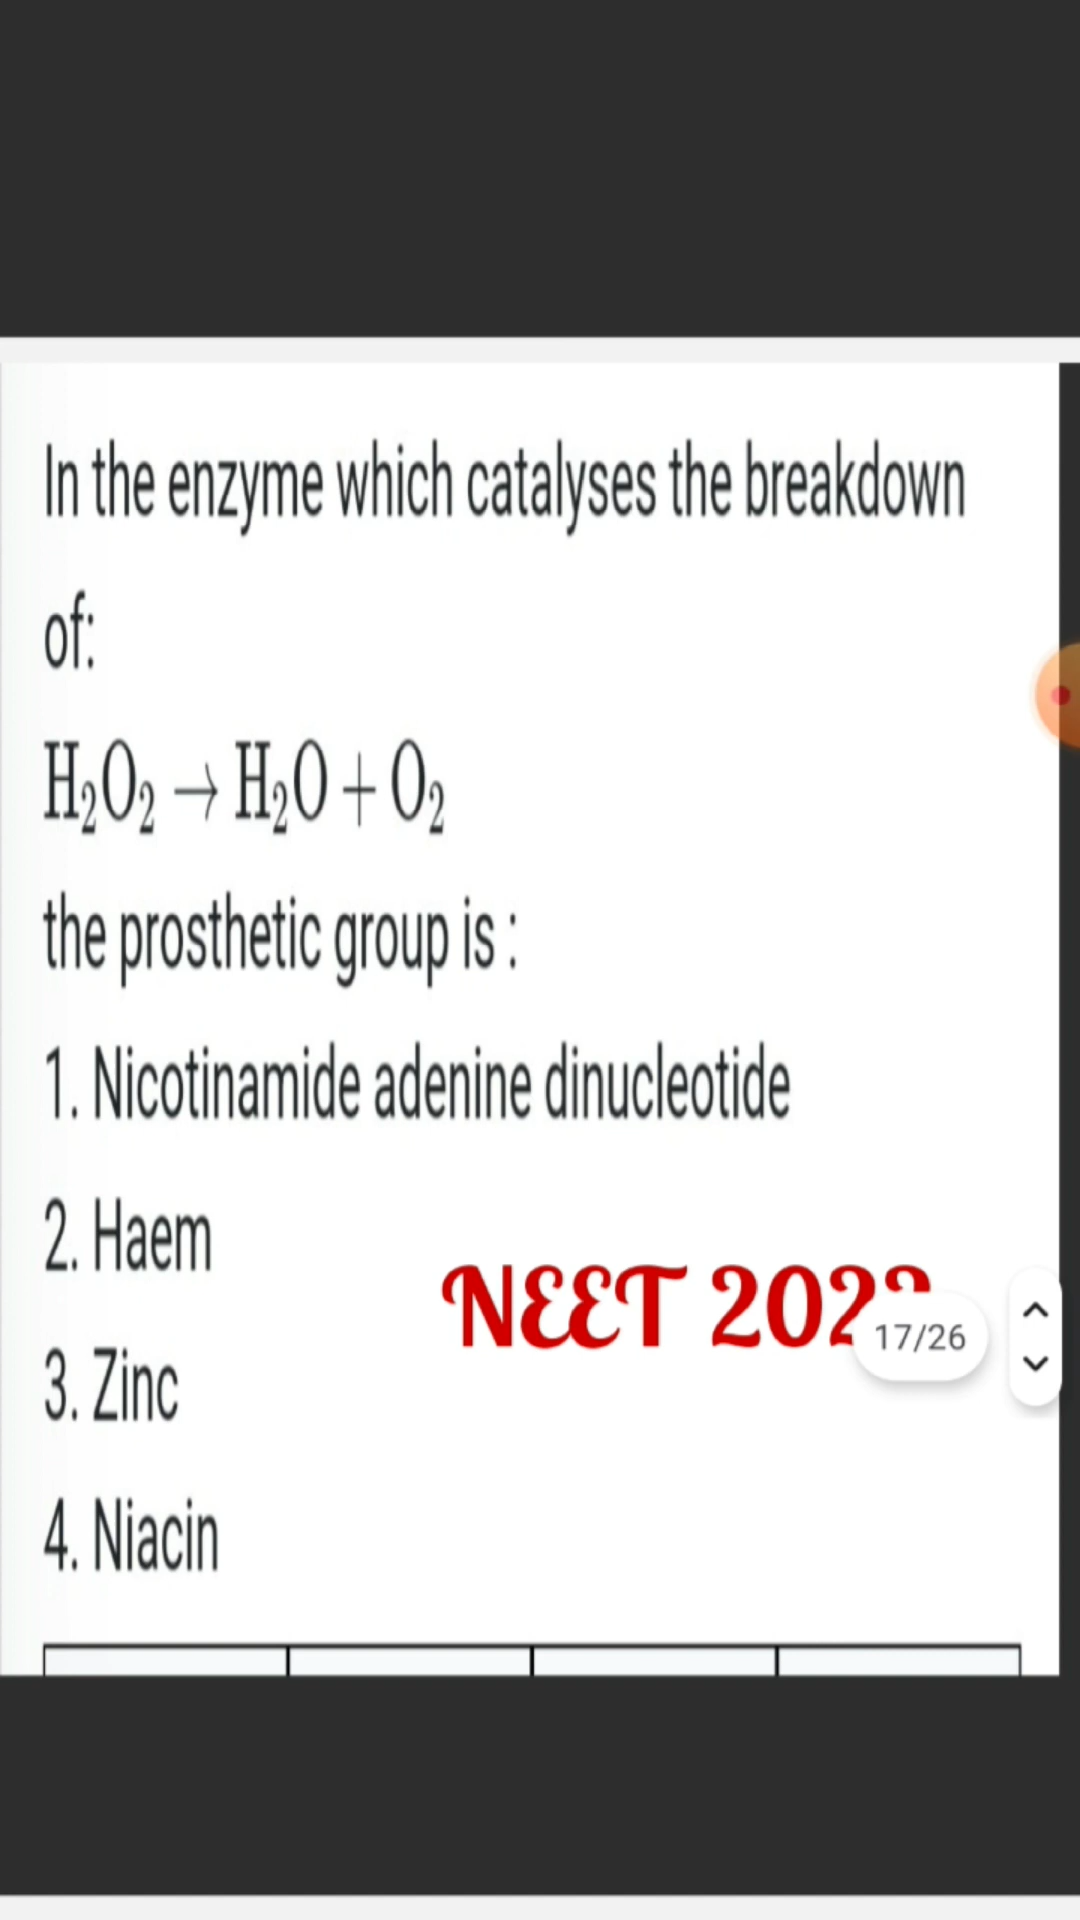 In the enzyme which catalyses the breakdown
of:
H₂O₂ → H₂O + O₂
the prosthetic group is :
1. Nicotinamide adenine dinucleotide
2. Haem
NEET
17/26
3. Zinc
4. Niacin